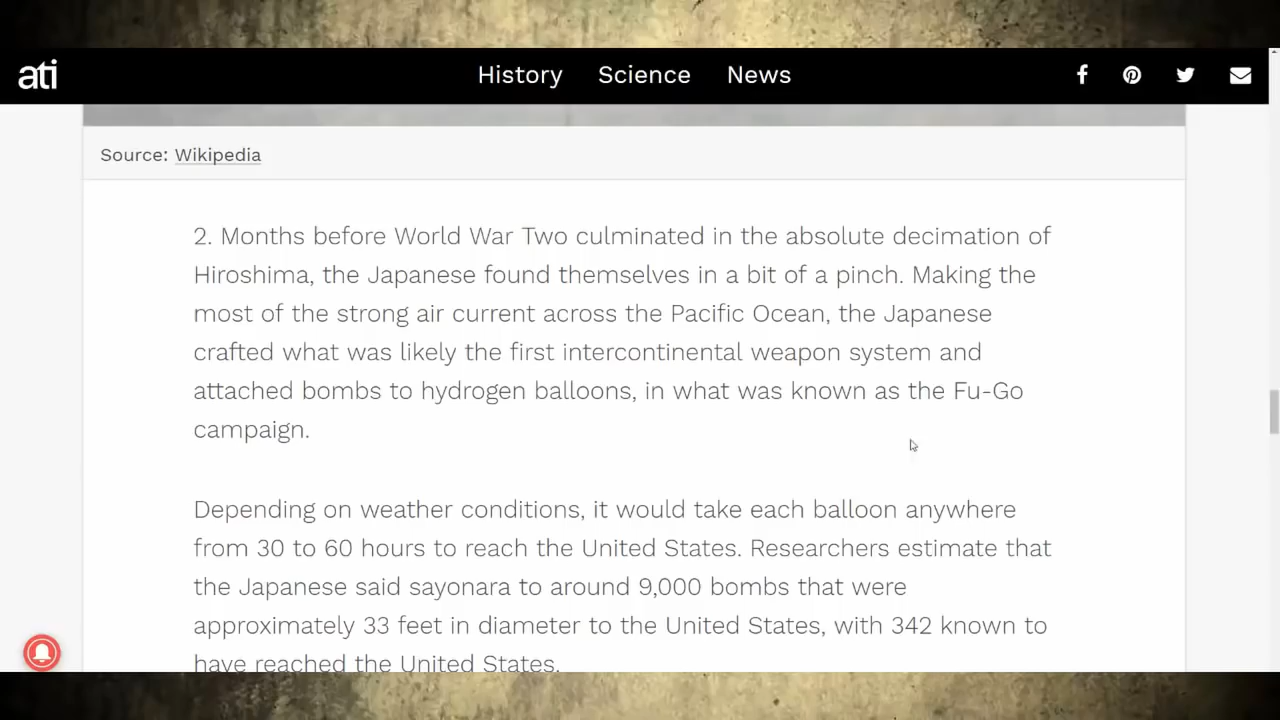 ati
History Science News
Source: Wikipedia
2. Months before World War Two culminated in the absolute decimation of
Hiroshima, the Japanese found themselves in a bit of a pinch. Making the
most of the strong air current across the Pacific Ocean, the Japanese
crafted what was likely the first intercontinental weapon system and
attached bombs to hydrogen balloons, in what was known as the Fu-Go
campaign.
Depending on weather conditions, it would take each balloon anywhere
from 30 to 60 hours to reach the United States. Researchers estimate that
the Japanese said sayonara to around 9,000 bombs that were
approximately 33 feet in diameter to the United States, with 342 known to
have reached the United States.